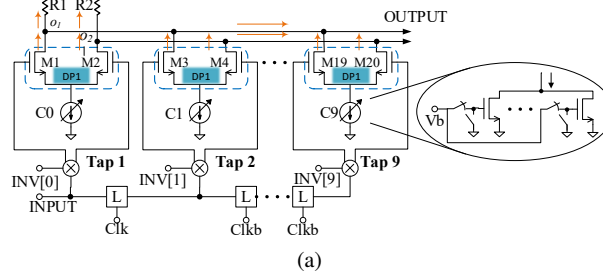 R1 R2
OUTPUT
o1
o2
M1 M2 M3 M4 M19 M20
DP1 DP1 DP1
C0 C1 C9
Vb
Tap 1 Tap 2 Tap 9
INV[0] INV[1] INV[9]
INPUT L L L
Clk Clkb Clkb
(a)